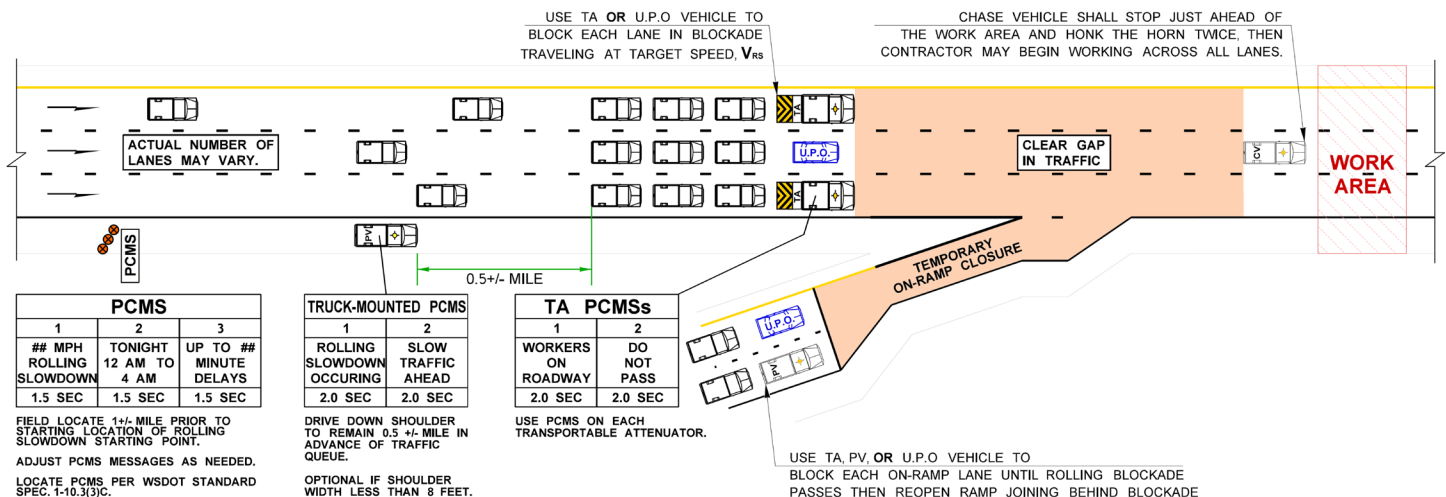 USE TA OR U.P.O VEHICLE TO
BLOCK EACH LANE IN BLOCKADE
TRAVELING AT TARGET SPEED, VRS
CHASE VEHICLE SHALL STOP JUST AHEAD OF
THE WORK AREA AND HONK THE HORN TWICE, THEN
CONTRACTOR MAY BEGIN WORKING ACROSS ALL LANES.
ACTUAL NUMBER OF
LANES MAY VARY.
TA
U.P.O.
TA
CLEAR GAP
IN TRAFFIC
CV
WORK
AREA
PCMS
PV
0.5+/- MILE
TEMPORARY
ON-RAMP CLOSURE
U.P.O.
PV
PCMS
1 2 3
## MPH TONIGHT UP TO ##
ROLLING 12 AM TO MINUTE
SLOWDOWN 4 AM DELAYS
1.5 SEC 1.5 SEC 1.5 SEC
FIELD LOCATE 1+/- MILE PRIOR TO
STARTING LOCATION OF ROLLING
SLOWDOWN STARTING POINT.
ADJUST PCMS MESSAGES AS NEEDED.
LOCATE PCMS PER WSDOT STANDARD
SPEC. 1-10.3(3)C.
TRUCK-MOUNTED PCMS
1 2
ROLLING SLOW
SLOWDOWN TRAFFIC
OCCURING AHEAD
2.0 SEC 2.0 SEC
DRIVE DOWN SHOULDER
TO REMAIN 0.5 +/- MILE IN
ADVANCE OF TRAFFIC
QUEUE.
OPTIONAL IF SHOULDER
WIDTH LESS THAN 8 FEET.
TA PCMSs
1 2
WORKERS DO
ON NOT
ROADWAY PASS
2.0 SEC 2.0 SEC
USE PCMS ON EACH
TRANSPORTABLE ATTENUATOR.
USE TA, PV, OR U.P.O VEHICLE TO
BLOCK EACH ON-RAMP LANE UNTIL ROLLING BLOCKADE
PASSES THEN REOPEN RAMP JOINING BEHIND BLOCKADE